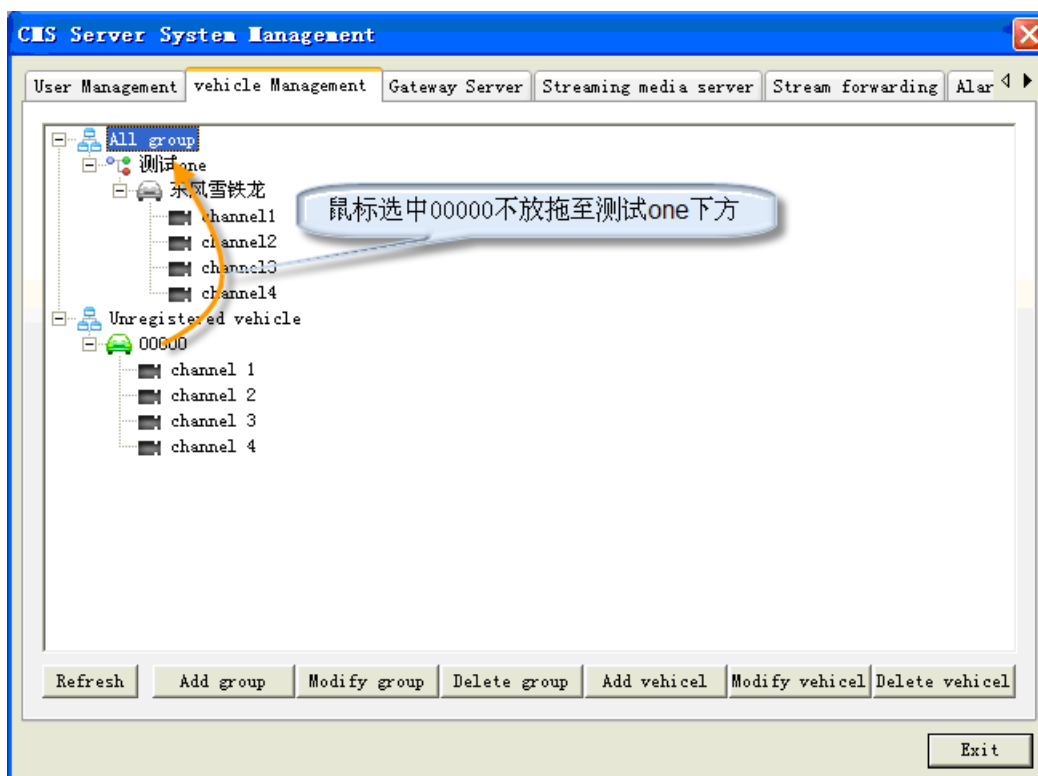 CMS Server System Management
User Management vehicle Management Gateway Server Streaming media server Stream forwarding Alar
All group
测试one
东风雪铁龙
channel1
channel2
channel3
channel4
鼠标选中00000不放拖至测试one下方
Unregistered vehicle
00000
channel 1
channel 2
channel 3
channel 4
Refresh Add group Modify group Delete group Add vehicel Modify vehicel Delete vehicel
Exit